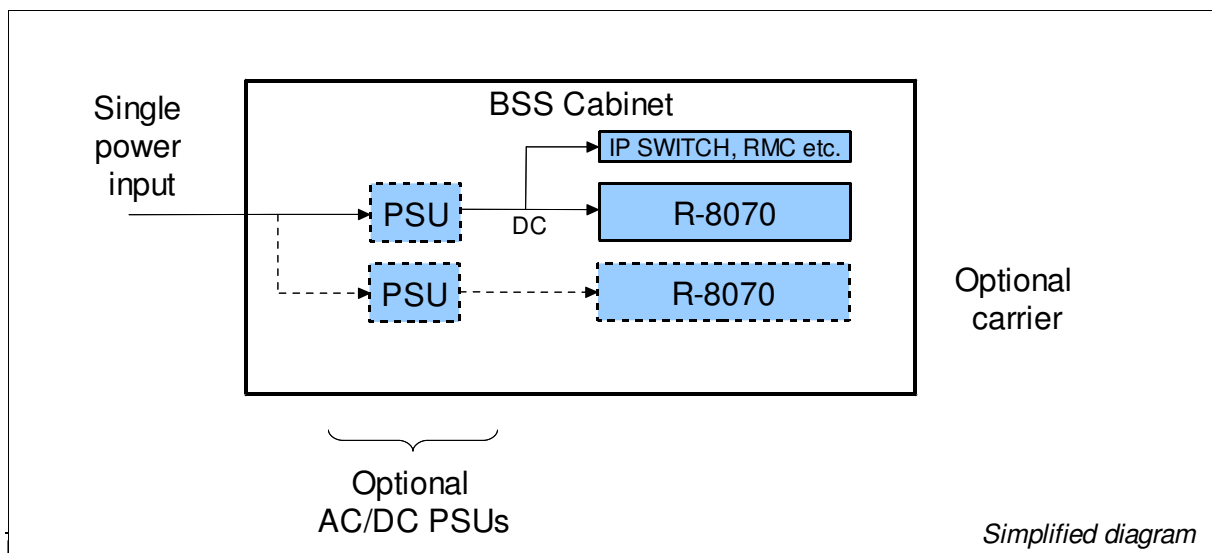 BSS Cabinet
Single
power
input
IP SWITCH, RMC etc.
PSU
DC
R-8070
PSU
R-8070
Optional
carrier
Optional
AC/DC PSUs
Simplified diagram